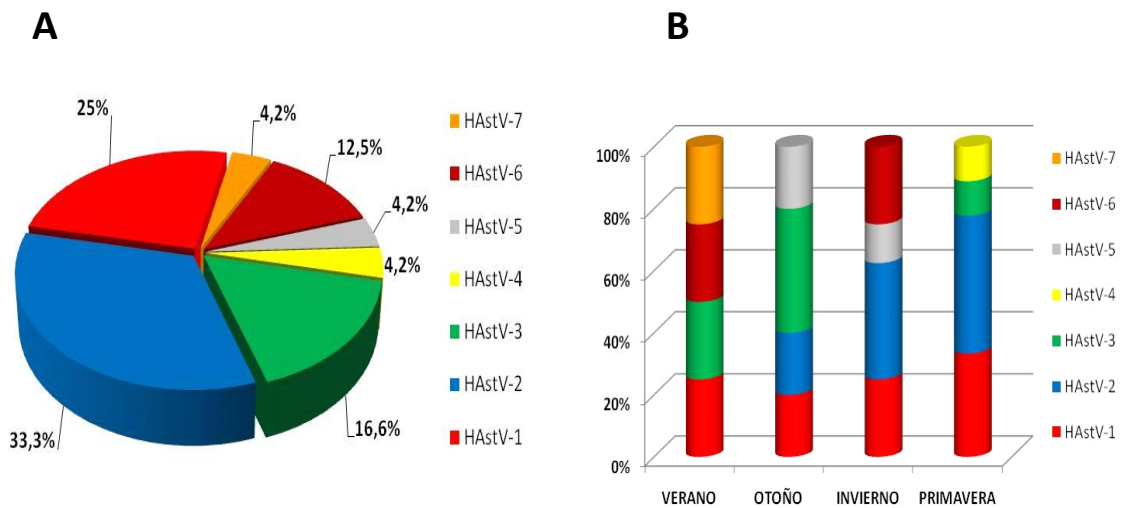 A
25%
4,2%
12,5%
4,2%
4,2%
16,6%
33,3%
HAstV-7
HAstV-6
HAstV-5
HAstV-4
HAstV-3
HAstV-2
HAstV-1
B
100%
80%
60%
40%
20%
0%
VERANO OTOÑO INVIERNO PRIMAVERA
HAstV-7
HAstV-6
HAstV-5
HAstV-4
HAstV-3
HAstV-2
HAstV-1